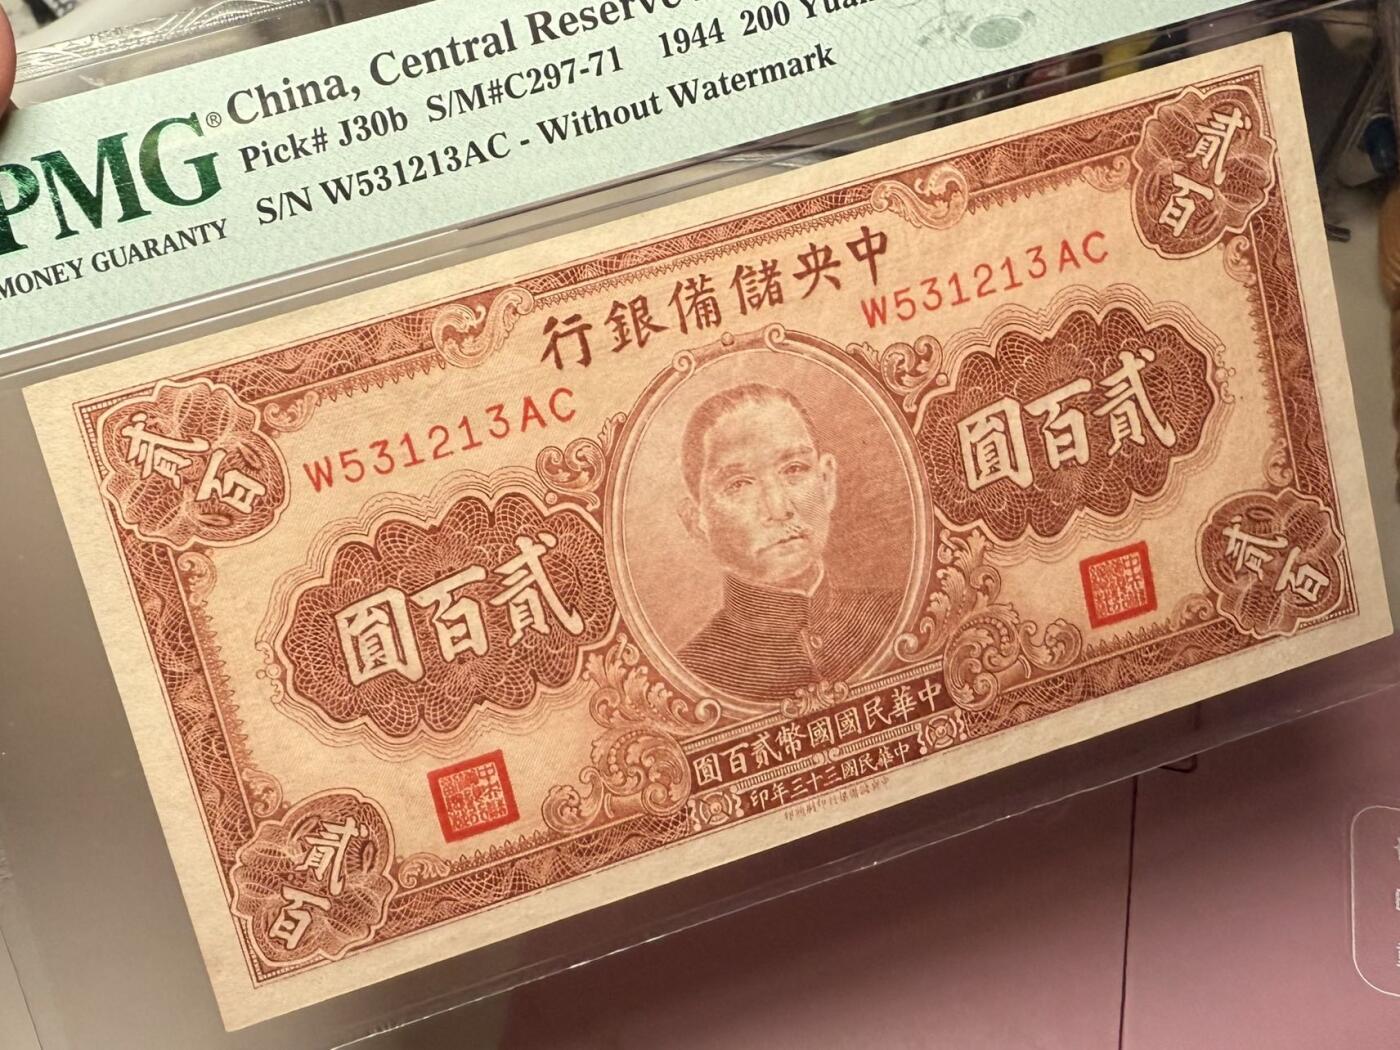 China, Central Reserve
Pick# J30b S/M#C297-71 1944 200 Yuan
S/N W531213AC - Without Watermark
PMG®
MONEY GUARANTY
中央儲備銀行
W531213AC
W531213AC
貳百
貳百
貳百圓
貳百圓
貳百
貳百
中華民國國幣貳百圓
中華民國三十三年印